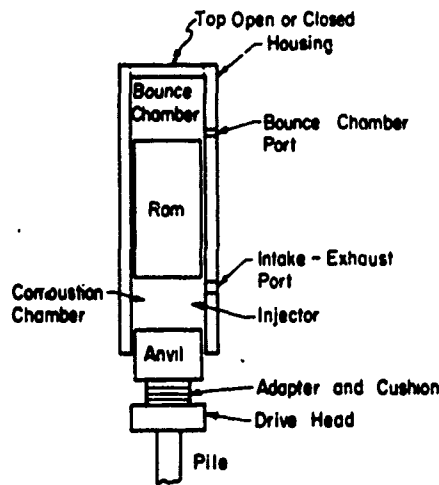 Top Open or Closed
Housing
Bounce
Chamber
Bounce Chamber
Port
Ram
Intake - Exhaust
Port
Comoustion
Chamber
Injector
Anvil
Adapter and Cushion
Drive Head
Pile